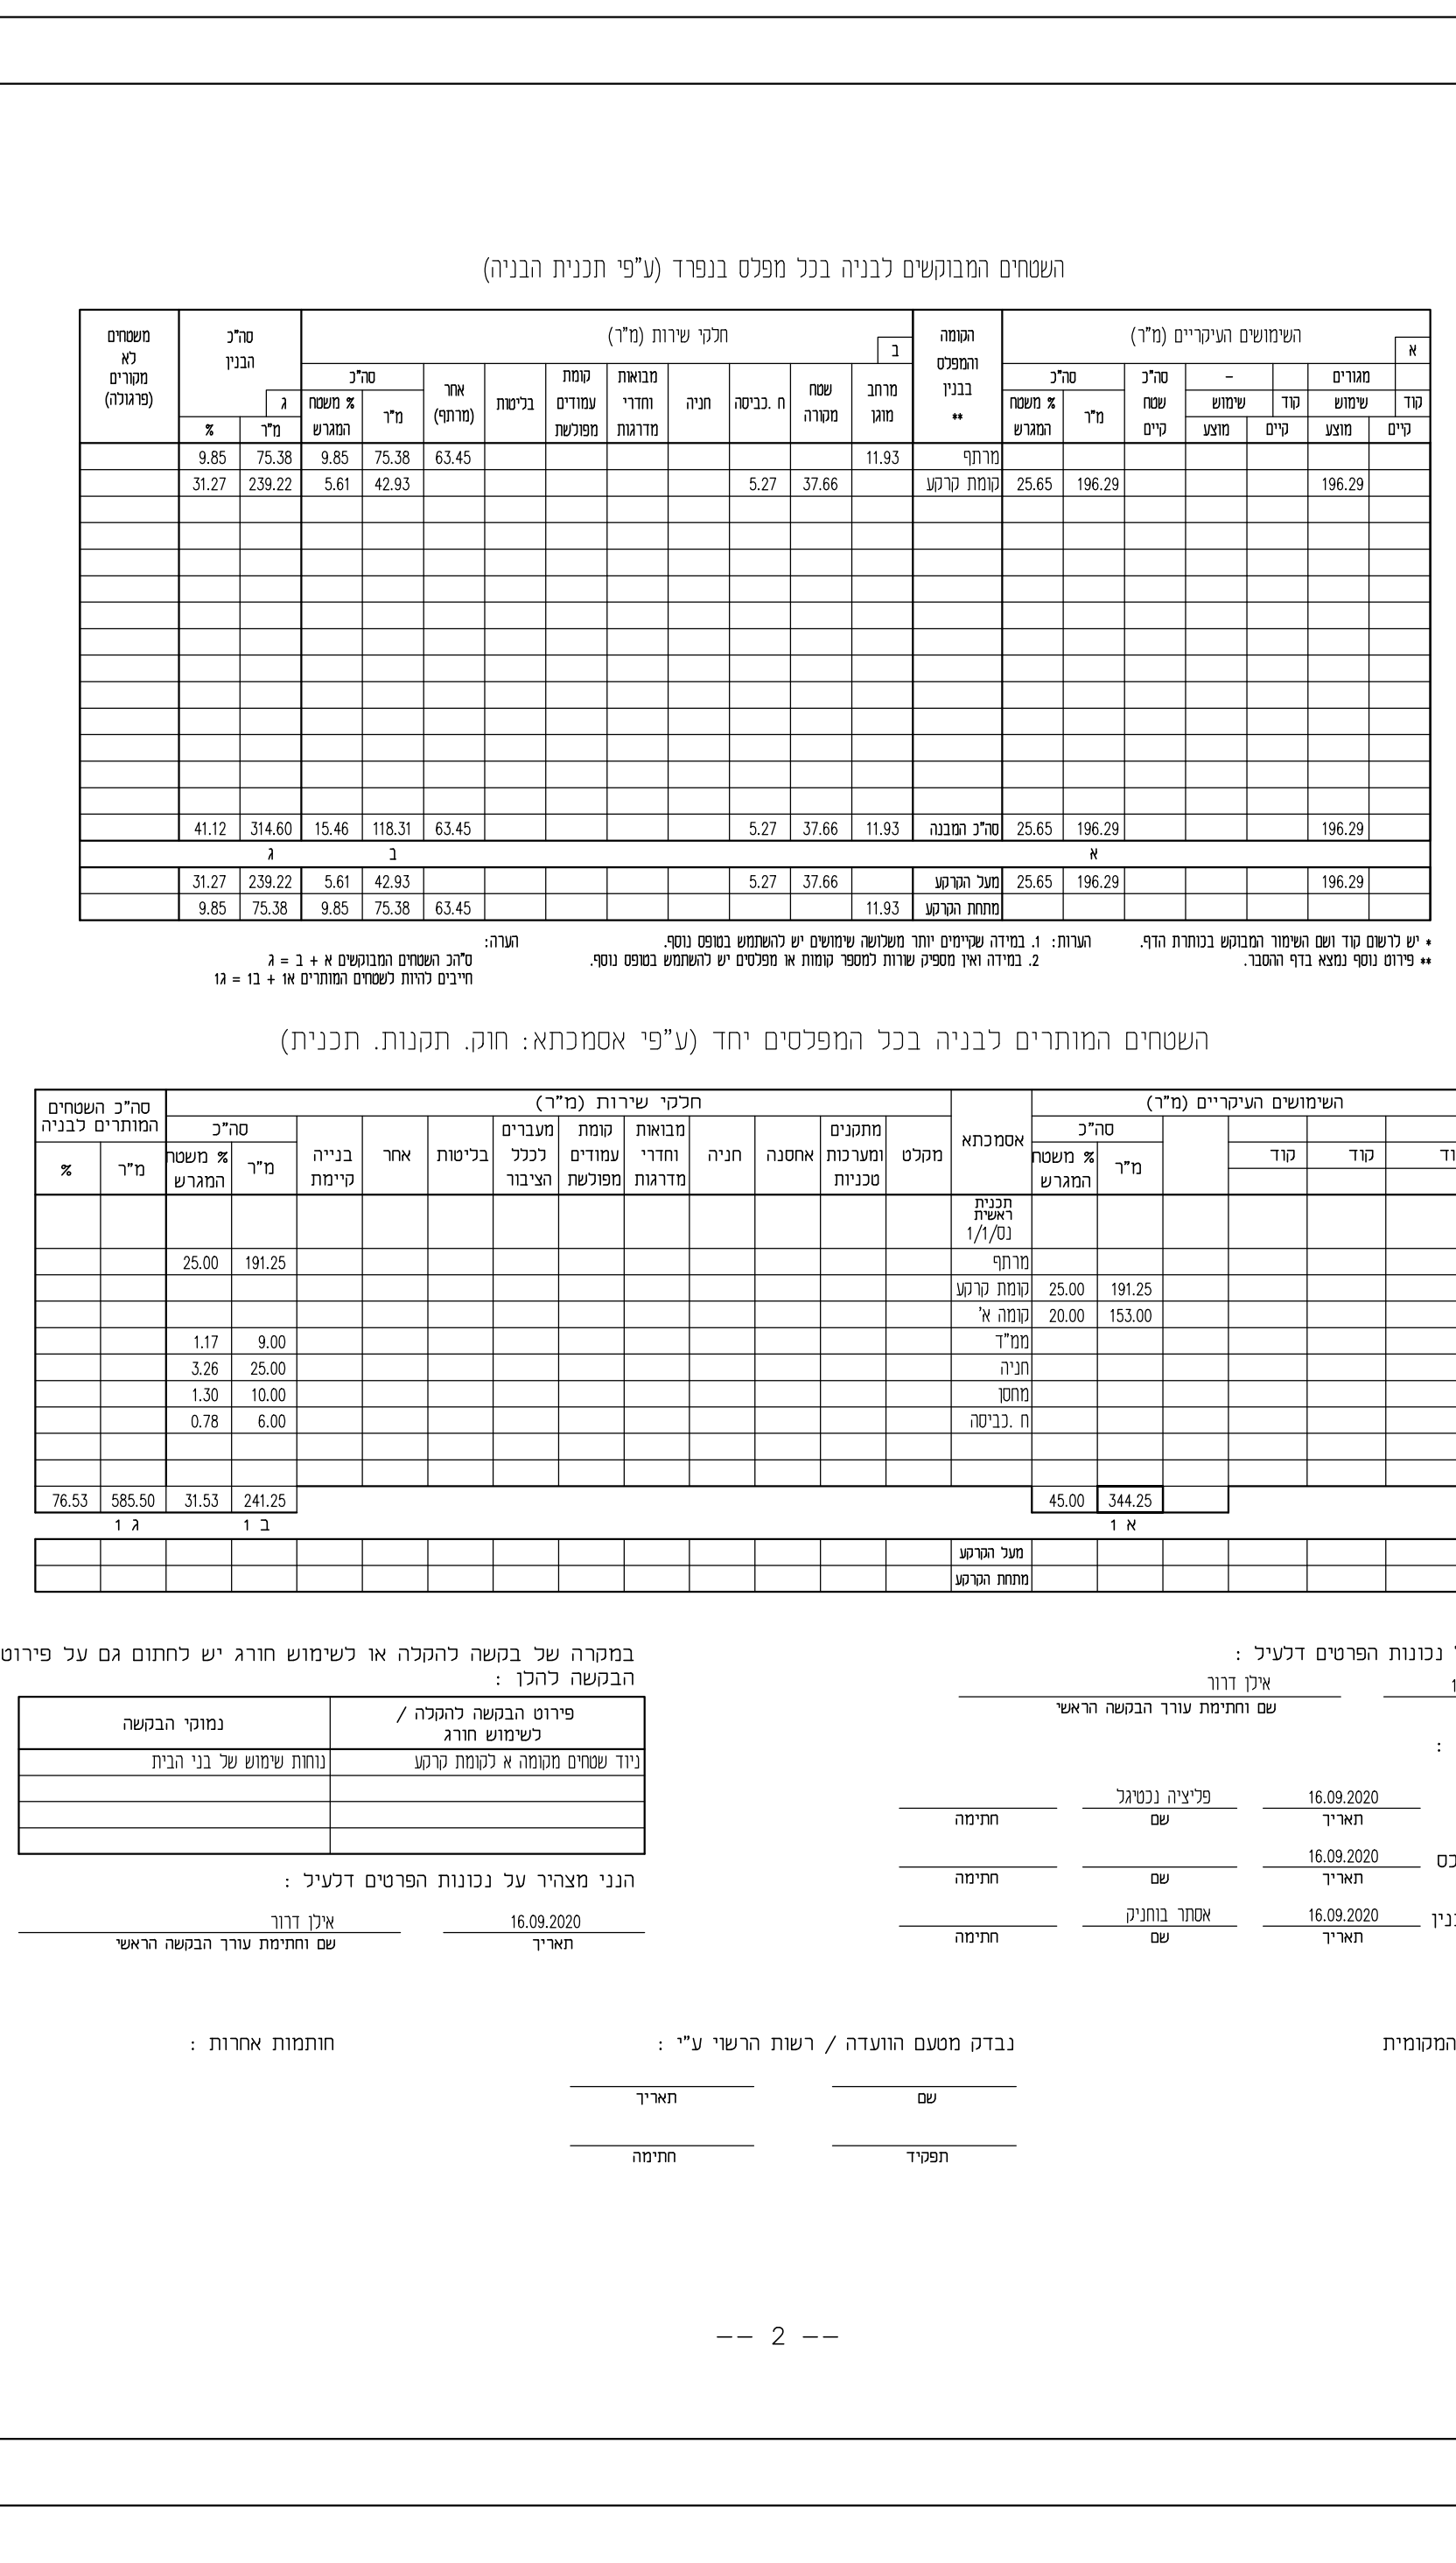 השטחים המבוקשים לבניה בכל מפלס בנפרד (ע"פי תכנית הבניה)
א השימושים העיקריים (מ"ר) הקומה והמפלס בבנין ** ב חלקי שירות (מ"ר) סה"כ הבנין ג משטחים לא מקורים (פרגולה)
מגורים – סה"כ שטח קיים סה"כ מרחב מוגן שטח מקורה ח .כביסה חניה מבואות וחדרי מדרגות קומת עמודים מפולשת בליטות אחר (מרתף) סה"כ
קוד שימוש קוד שימוש מ"ר % משטח המגרש מ"ר % משטח המגרש
קיים מוצע קיים מוצע מ"ר %
מרתף 11.93 63.45 75.38 9.85 75.38 9.85
196.29 196.29 25.65 קומת קרקע 37.66 5.27 42.93 5.61 239.22 31.27
196.29 196.29 25.65 סה"כ המבנה 11.93 37.66 5.27 63.45 118.31 15.46 314.60 41.12
א ב ג
196.29 196.29 25.65 מעל הקרקע 37.66 5.27 42.93 5.61 239.22 31.27
מתחת הקרקע 11.93 63.45 75.38 9.85 75.38 9.85
* יש לרשום קוד ושם השימור המבוקש בכותרת הדף. הערות: 1. במידה שקיימים יותר משלושה שימושים יש להשתמש בטופס נוסף. הערה:
** פירוט נוסף נמצא בדף ההסבר. 2. במידה ואין מספיק שורות למספר קומות או מפלסים יש להשתמש בטופס נוסף. ס"הכ השטחים המבוקשים א + ב = ג
חייבים להיות לשטחים המותרים א1 + ב1 = ג1
השטחים המותרים לבניה בכל המפלסים יחד (ע"פי אסמכתא: חוק. תקנות. תכנית)
השימושים העיקריים (מ"ר) אסמכתא חלקי שירות (מ"ר) סה"כ השטחים המותרים לבניה
קוד קוד סה"כ מקלט מתקנים ומערכות טכניות אחסנה חניה מבואות וחדרי מדרגות קומת עמודים מפולשת מעברים לכלל הציבור בליטות אחר בנייה קיימת סה"כ
מ"ר % משטח המגרש מ"ר % משטח המגרש מ"ר %
תכנית
ראשית
נס/1/1
מרתף 191.25 25.00
191.25 25.00 קומת קרקע
153.00 20.00 קומה א'
ממ"ד 9.00 1.17
חניה 25.00 3.26
מחסן 10.00 1.30
ח .כביסה 6.00 0.78
344.25 45.00 241.25 31.53 585.50 76.53
א 1 ב 1 ג 1
מעל הקרקע
מתחת הקרקע
נכונות הפרטים דלעיל :
אילן דרור
שם וחתימת עורך הבקשה הראשי
:
16.09.2020 פליציה נכטיגל
תאריך שם חתימה
16.09.2020
תאריך שם חתימה
16.09.2020 אסתר בוחניק
תאריך שם חתימה
במקרה של בקשה להקלה או לשימוש חורג יש לחתום גם על פירוט
הבקשה להלן :
פירוט הבקשה להקלה / לשימוש חורג נמוקי הבקשה
ניוד שטחים מקומה א לקומת קרקע נוחות שימוש של בני הבית
הנני מצהיר על נכונות הפרטים דלעיל :
16.09.2020 אילן דרור
תאריך שם וחתימת עורך הבקשה הראשי
המקומית נבדק מטעם הוועדה / רשות הרשוי ע"י : חותמות אחרות :
שם תאריך
תפקיד חתימה
—— 2 ——